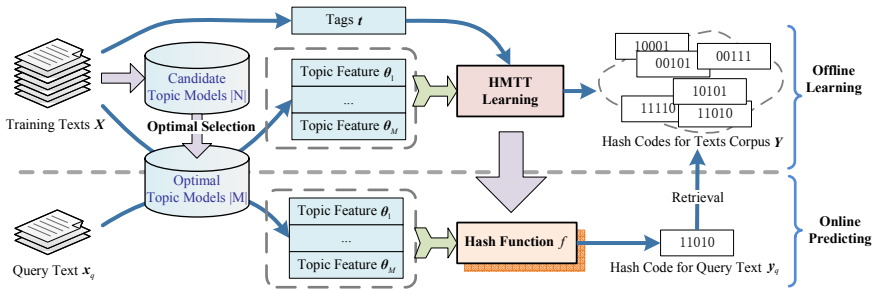 Tags t
Training Texts X
Candidate
Topic Models |N|
Optimal Selection
Topic Feature θ1
...
Topic Feature θM
HMTT
Learning
10001
00101
00111
10101
11110
11010
Hash Codes for Texts Corpus Y
Offline
Learning
Optimal
Topic Models |M|
Query Text xq
Topic Feature θ1
...
Topic Feature θM
Hash Function f
Retrieval
11010
Hash Code for Query Text yq
Online
Predicting